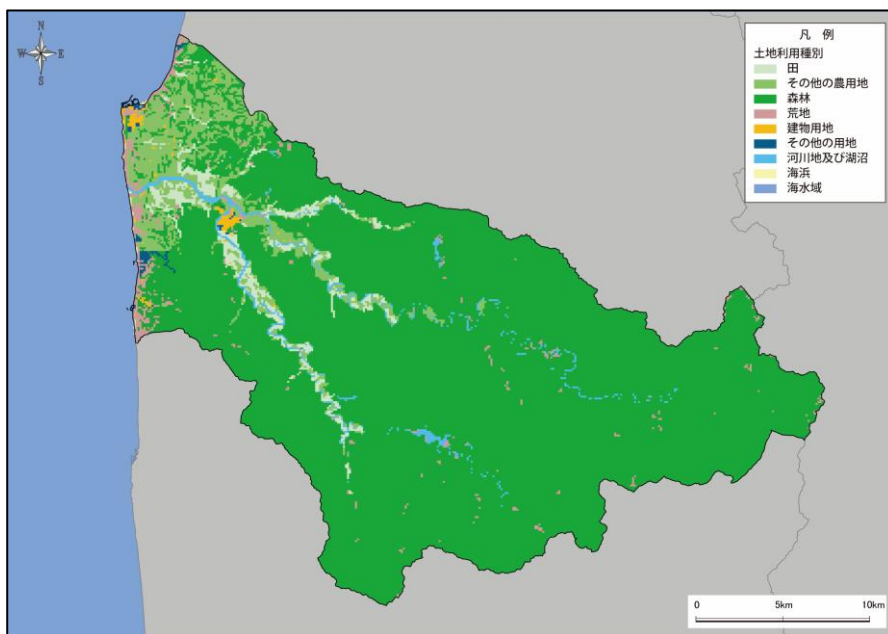 N
W E
S
凡 例
土地利用種別
田
その他の農用地
森林
荒地
建物用地
その他の用地
河川地及び湖沼
海浜
海水域
0 5km 10km